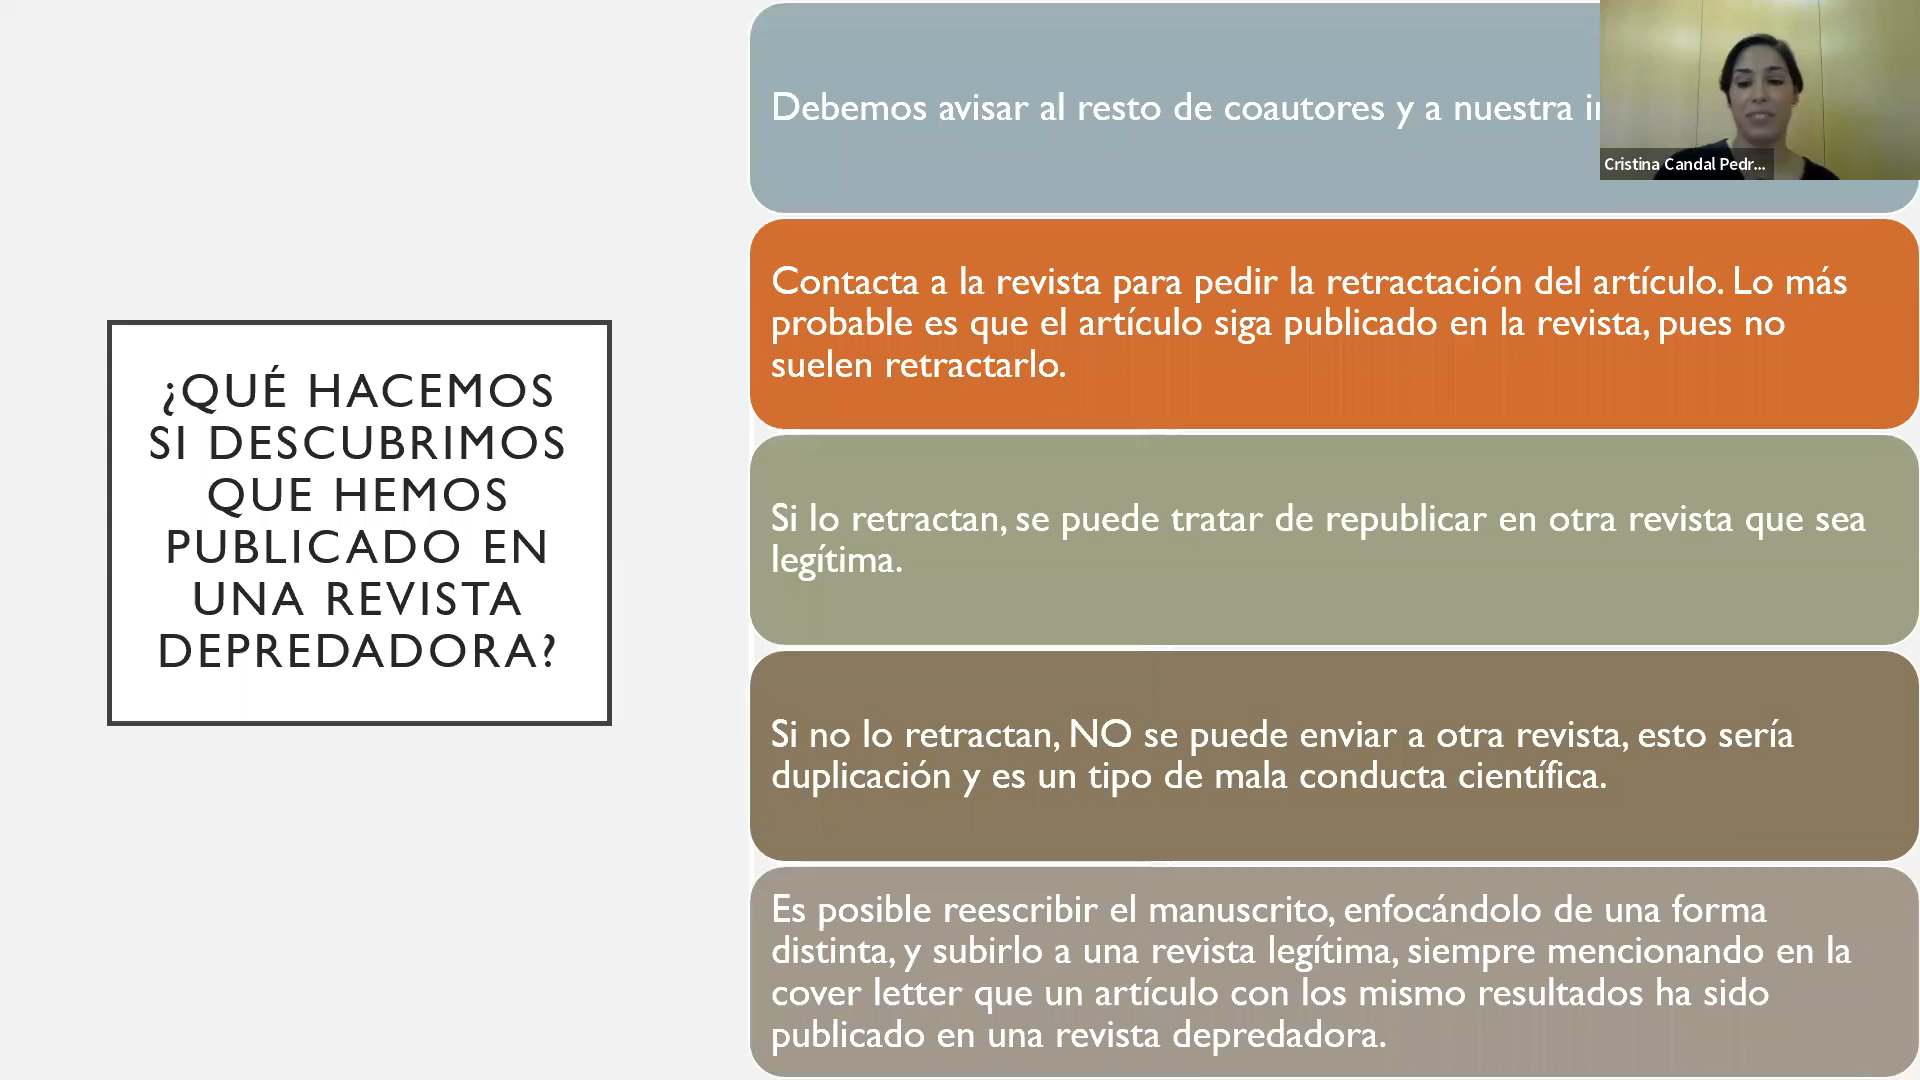 ¿QUÉ HACEMOS
SI DESCUBRIMOS
QUE HEMOS
PUBLICADO EN
UNA REVISTA
DEPREDADORA?
Debemos avisar al resto de coautores y a nuestra
Cristina Candal Pedr...
Contacta a la revista para pedir la retractación del artículo. Lo más
probable es que el artículo siga publicado en la revista, pues no
suelen retractarlo.
Si lo retractan, se puede tratar de republicar en otra revista que sea
legítima.
Si no lo retractan, NO se puede enviar a otra revista, esto sería
duplicación y es un tipo de mala conducta científica.
Es posible reescribir el manuscrito, enfocándolo de una forma
distinta, y subirlo a una revista legítima, siempre mencionando en la
cover letter que un artículo con los mismo resultados ha sido
publicado en una revista depredadora.